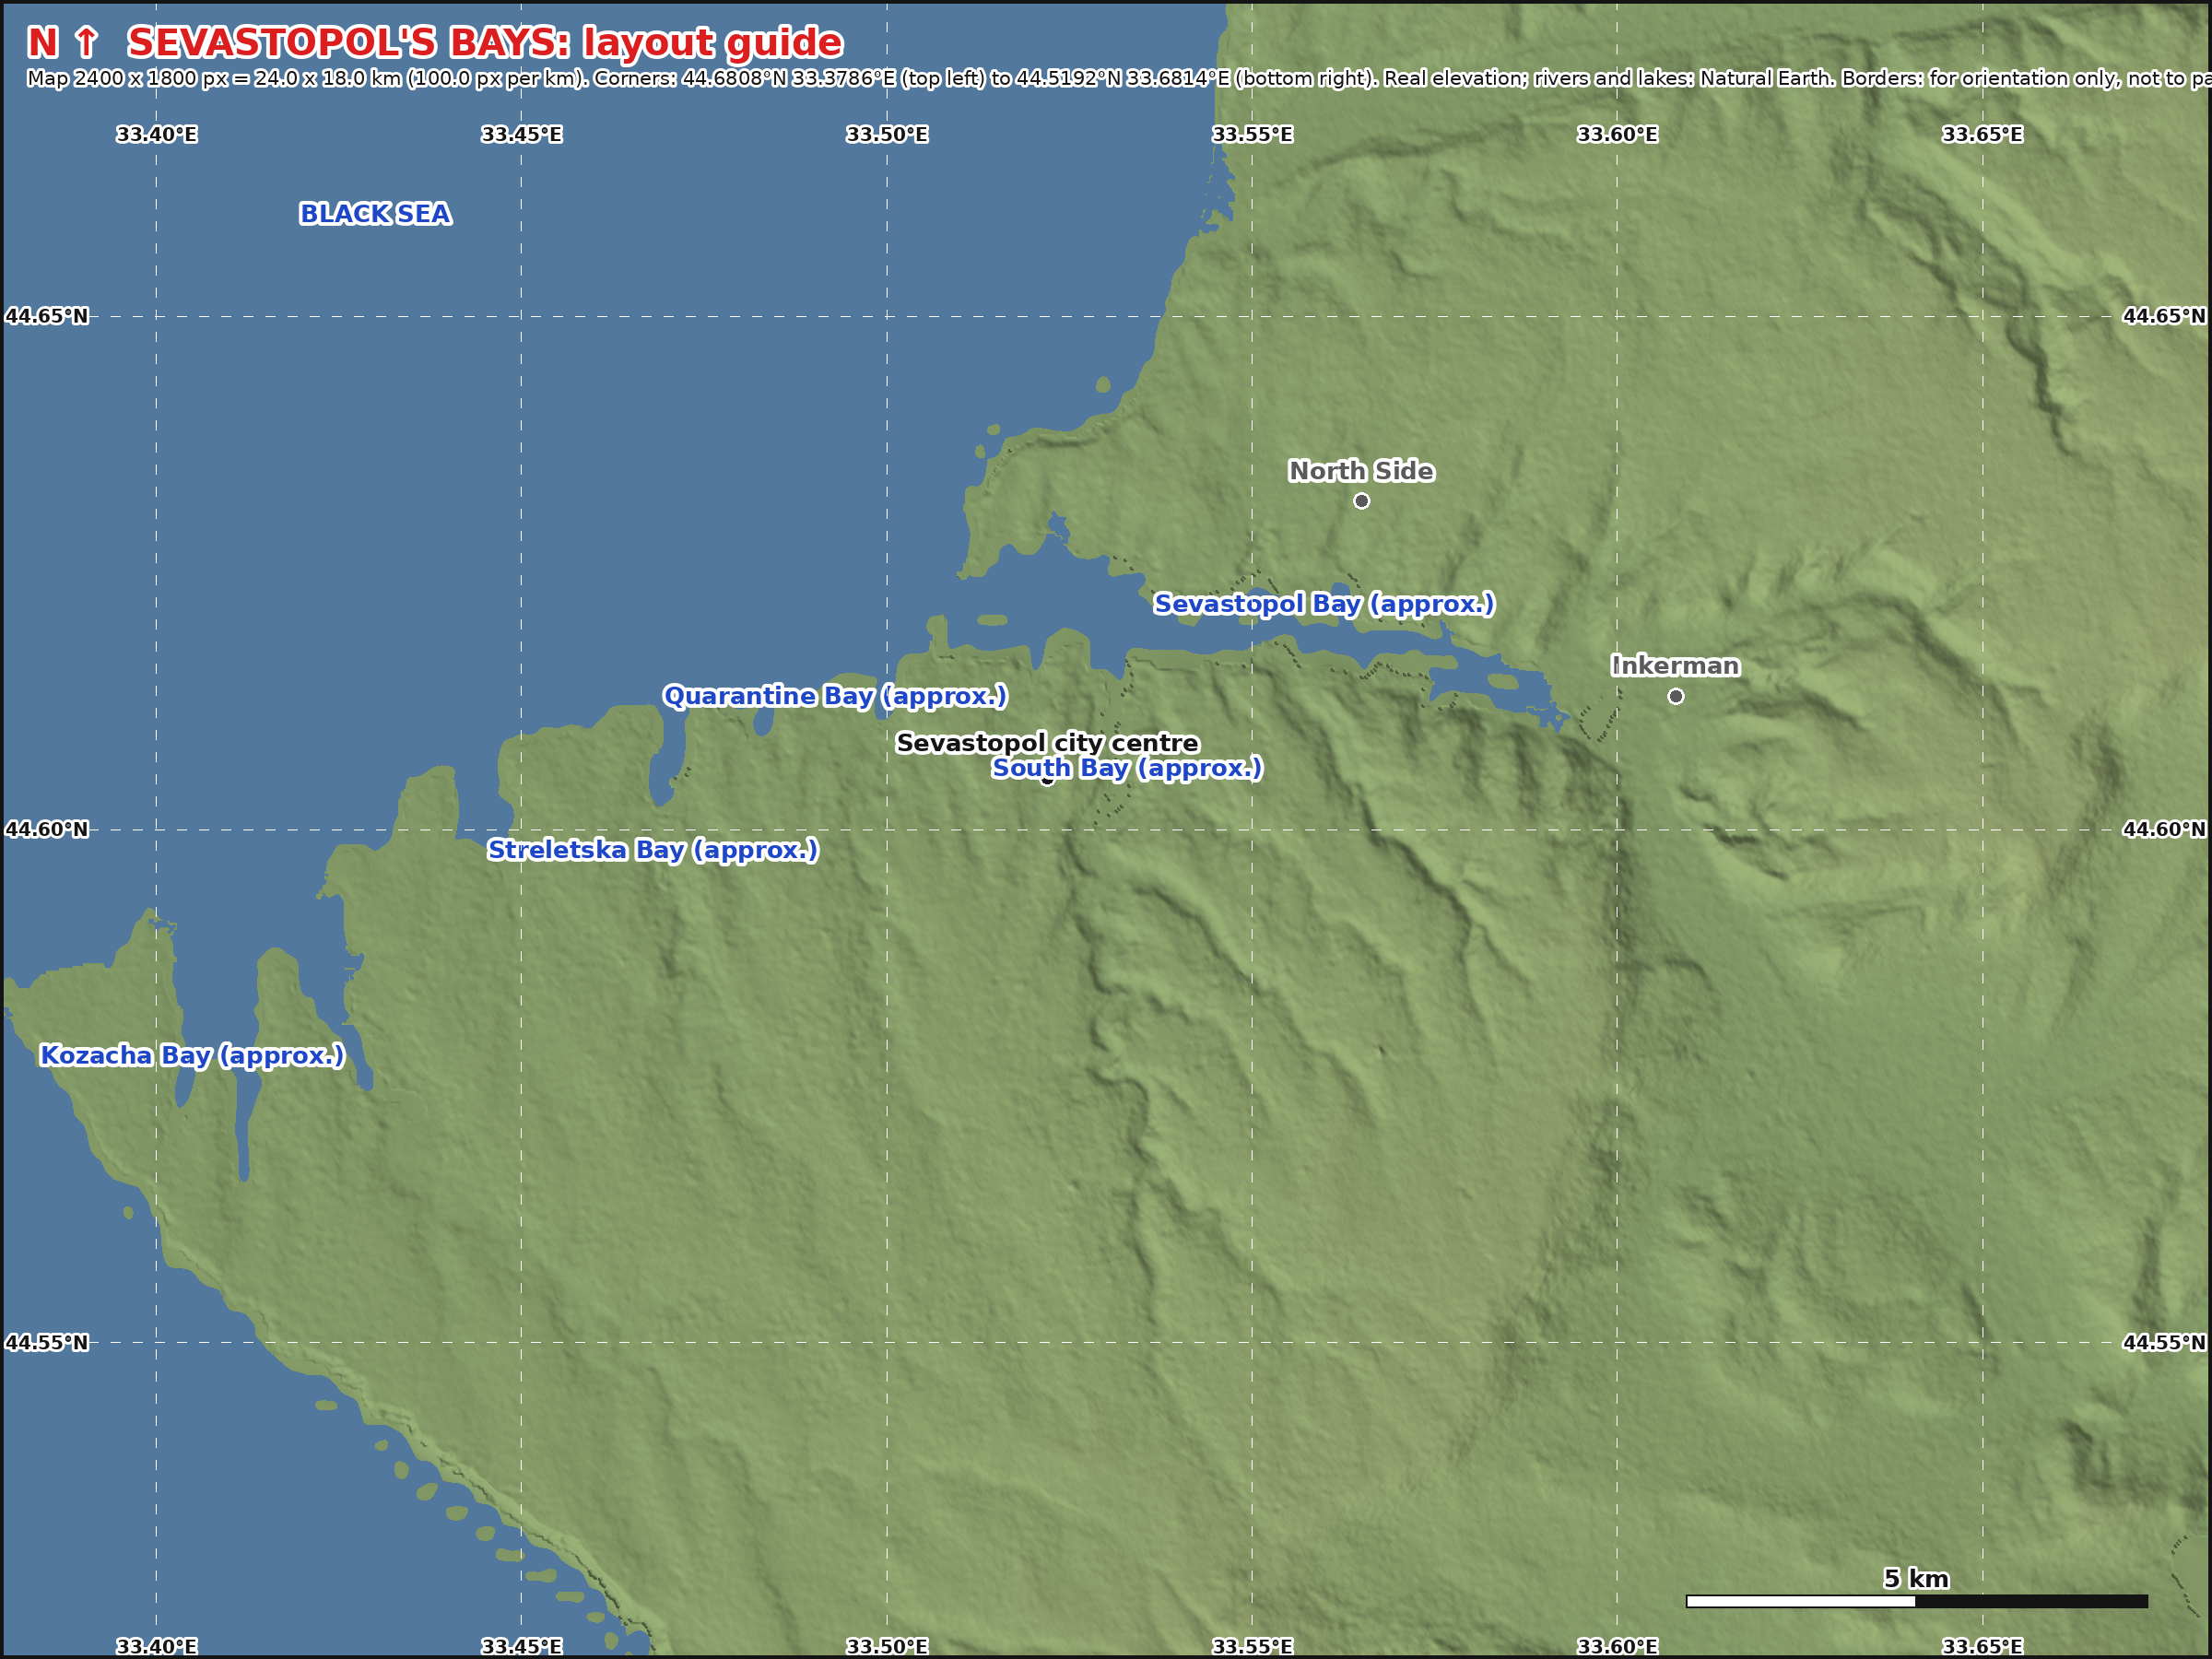 N ↑ SEVASTOPOL'S BAYS: layout guide
Map 2400 x 1800 px = 24.0 x 18.0 km (100.0 px per km). Corners: 44.6808°N 33.3786°E (top left) to 44.5192°N 33.6814°E (bottom right). Real elevation; rivers and lakes: Natural Earth. Borders: for orientation only, not to
33.40°E 33.45°E 33.50°E 33.55°E 33.60°E 33.65°E
BLACK SEA
44.65°N 44.65°N
North Side
Sevastopol Bay (approx.)
Inkerman
Quarantine Bay (approx.)
Sevastopol city centre
South Bay (approx.)
44.60°N 44.60°N
Streletska Bay (approx.)
Kozacha Bay (approx.)
44.55°N 44.55°N
5 km
33.40°E 33.45°E 33.50°E 33.55°E 33.60°E 33.65°E